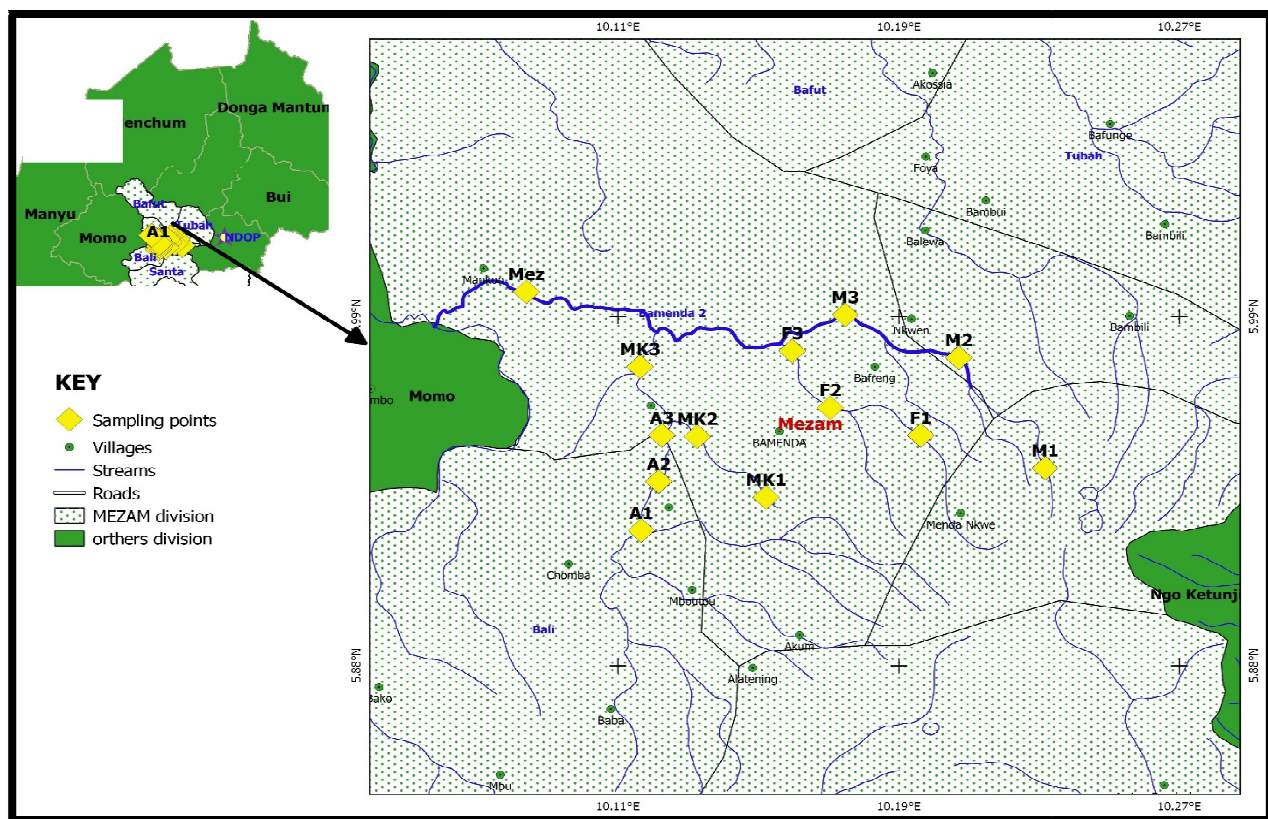 Donga Mantun
enchum
Bui
Manyu
Bafut
Tubah
A1
Momo
NDOP
Bali
Santa
KEY
Sampling points
Villages
Streams
Roads
MEZAM division
orthers division
10.11°E
10.19°E
10.27°E
Akossia
Bafut
Bafunge
Tubah
Foya
Bambui
Bambili
Balewa
Mez
M3
Bamenda 2
5.99°N
5.99°N
Nkwen
Bambili
F3
M2
MK3
Bafreng
mbo
Momo
F2
A3
MK2
Mezam
F1
BAMENDA
A2
M1
MK1
A1
Menda Nkwe
Chomba
Ngo Ketunj
Mboutou
Bali
Akum
5.88°N
5.88°N
Alatening
Bako
Baba
Mbu
10.11°E
10.19°E
10.27°E